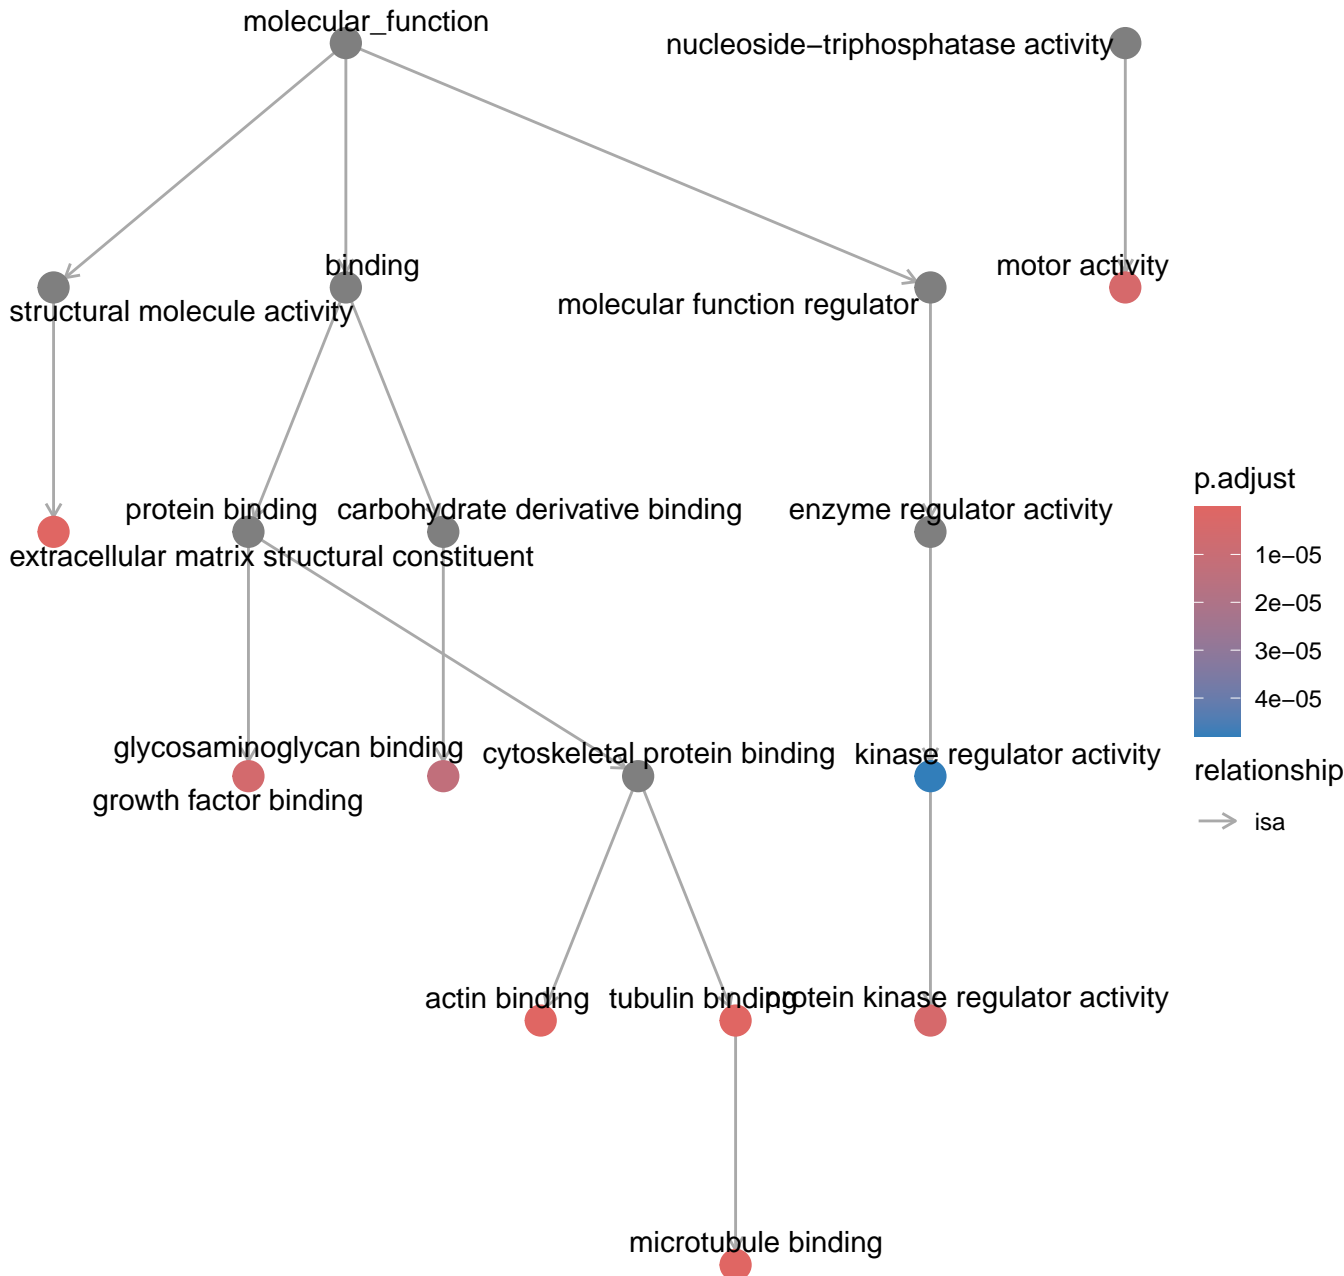 molecular_function
nucleoside−triphosphatase activity
binding
motor activity
structural molecule activity
molecular function regulator
protein binding
carbohydrate derivative binding
enzyme regulator activity
extracellular matrix structural constituent
glycosaminoglycan binding
cytoskeletal protein binding
kinase regulator activity
growth factor binding
actin binding
tubulin binding
protein kinase regulator activity
microtubule binding
p.adjust
1e−05
2e−05
3e−05
4e−05
relationship
isa